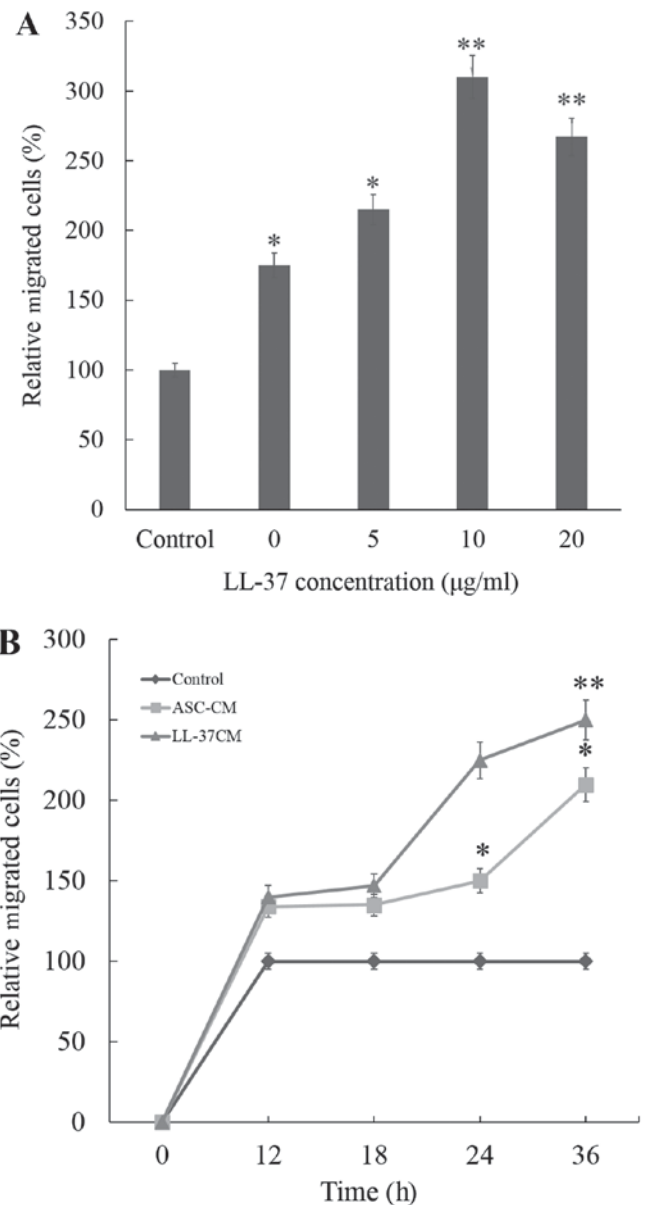 A
Relative migrated cells (%)
350
300
250
200
150
100
50
0
**
**
*
*
Control 0 5 10 20
LL-37 concentration (μg/ml)
B
Relative migrated cells (%)
300
250
200
150
100
50
0
Control
ASC-CM
LL-37CM
**
*
*
0 12 18 24 36
Time (h)